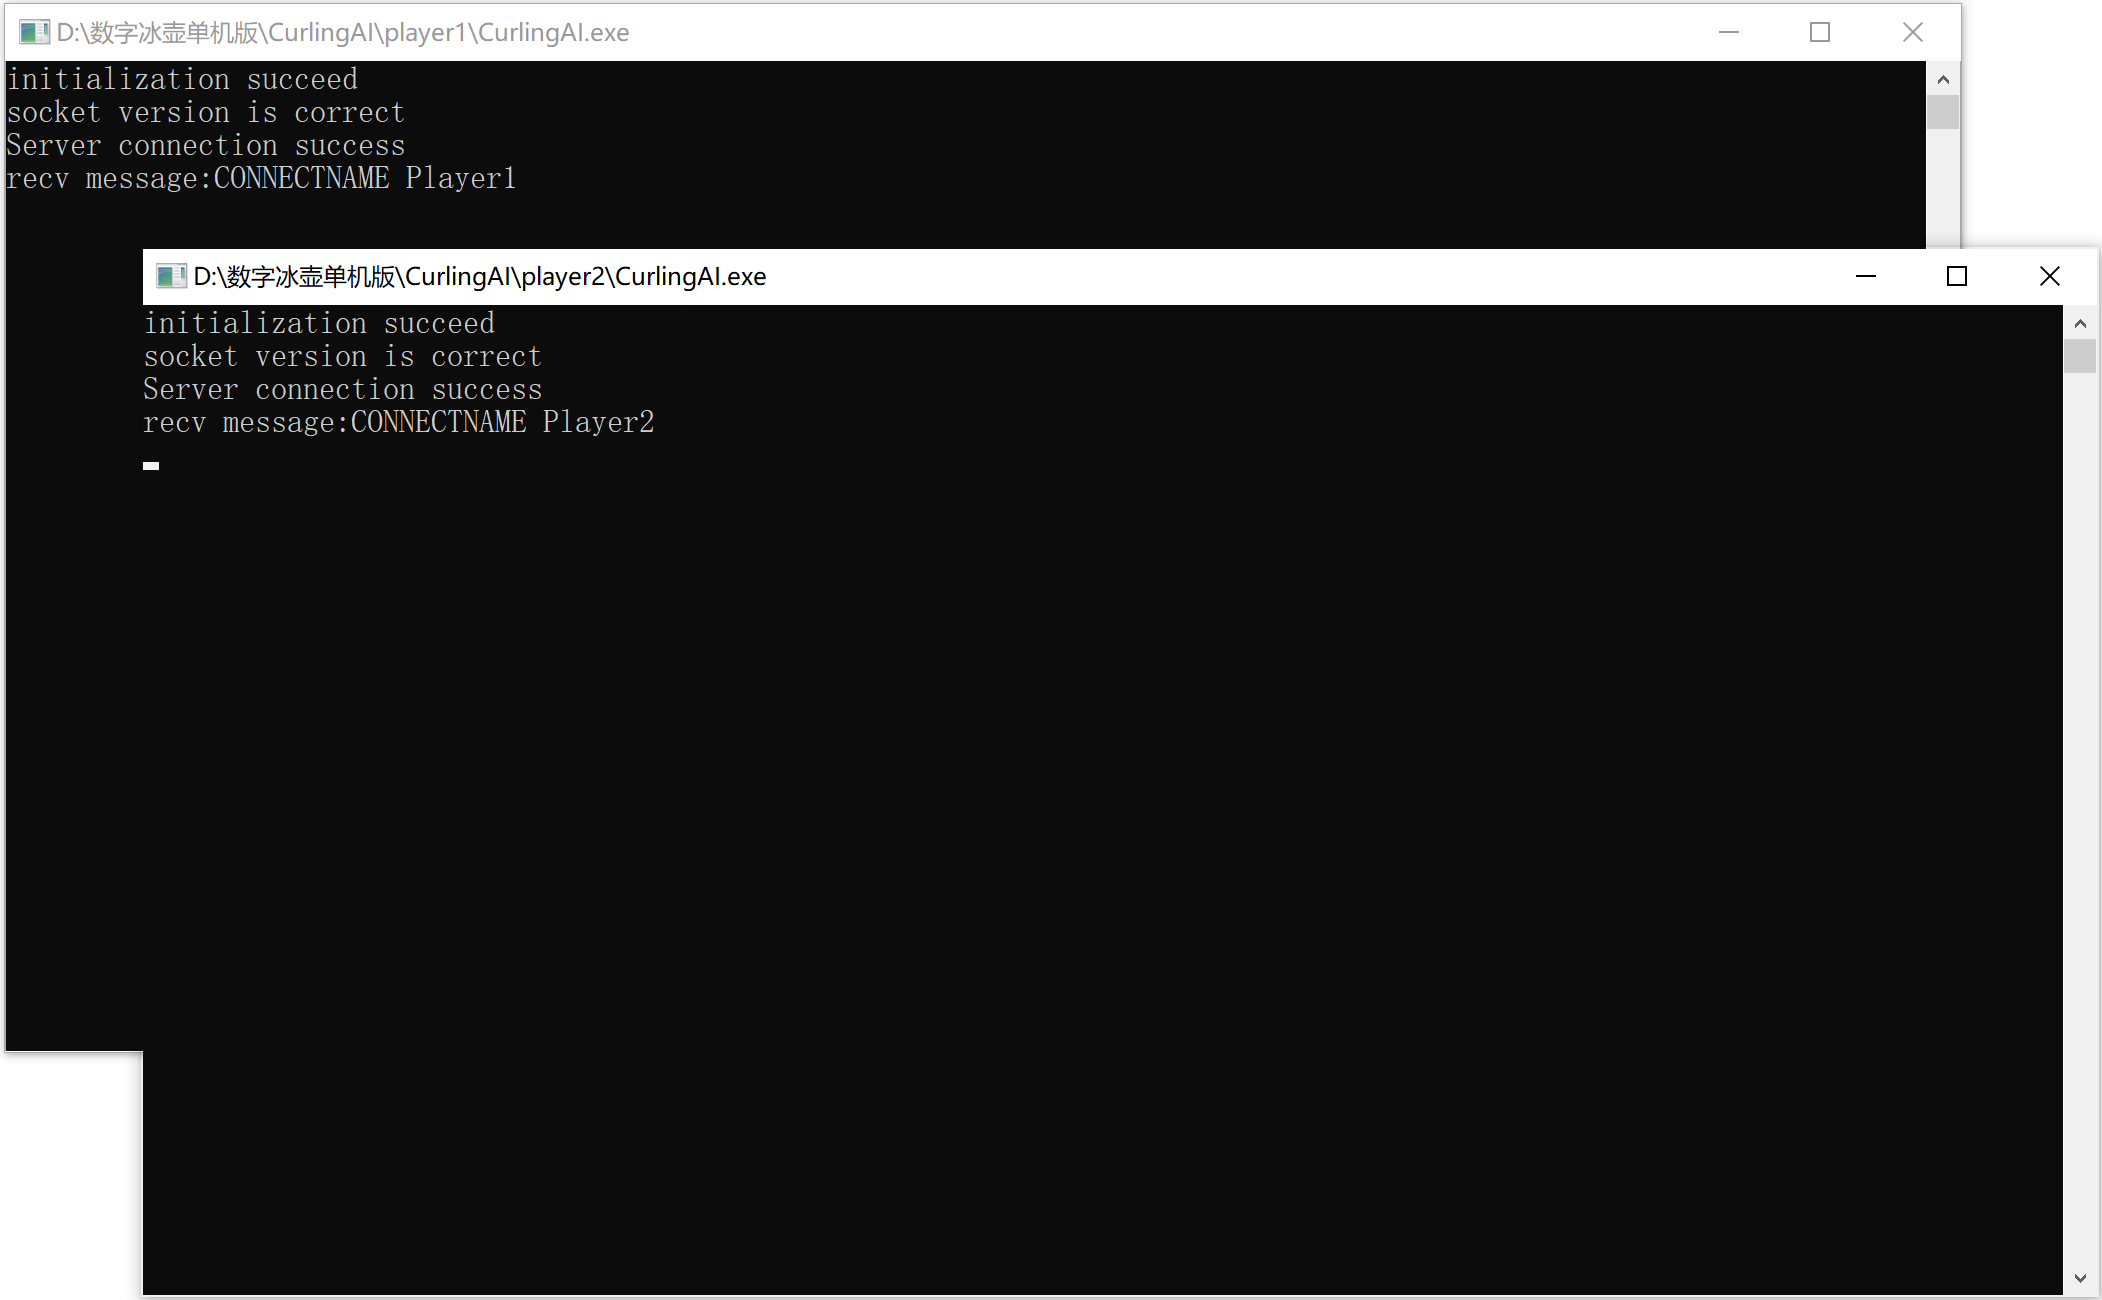 D:\数字冰壶单机版\CurlingAI\player1\CurlingAI.exe
initialization succeed
socket version is correct
Server connection success
recv message:CONNECTNAME Player1
D:\数字冰壶单机版\CurlingAI\player2\CurlingAI.exe
initialization succeed
socket version is correct
Server connection success
recv message:CONNECTNAME Player2